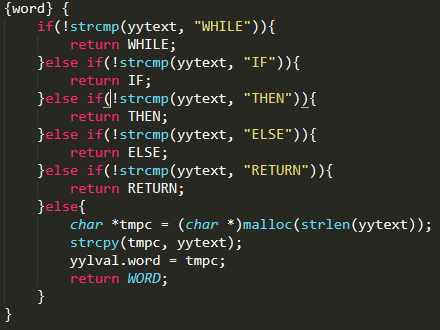 {word} {
    if(!strcmp(yytext, "WHILE")){
        return WHILE;
    }else if(!strcmp(yytext, "IF")){
        return IF;
    }else if(!strcmp(yytext, "THEN")){
        return THEN;
    }else if(!strcmp(yytext, "ELSE")){
        return ELSE;
    }else if(!strcmp(yytext, "RETURN")){
        return RETURN;
    }else{
        char *tmpc = (char *)malloc(strlen(yytext));
        strcpy(tmpc, yytext);
        yylval.word = tmpc;
        return WORD;
    }
}